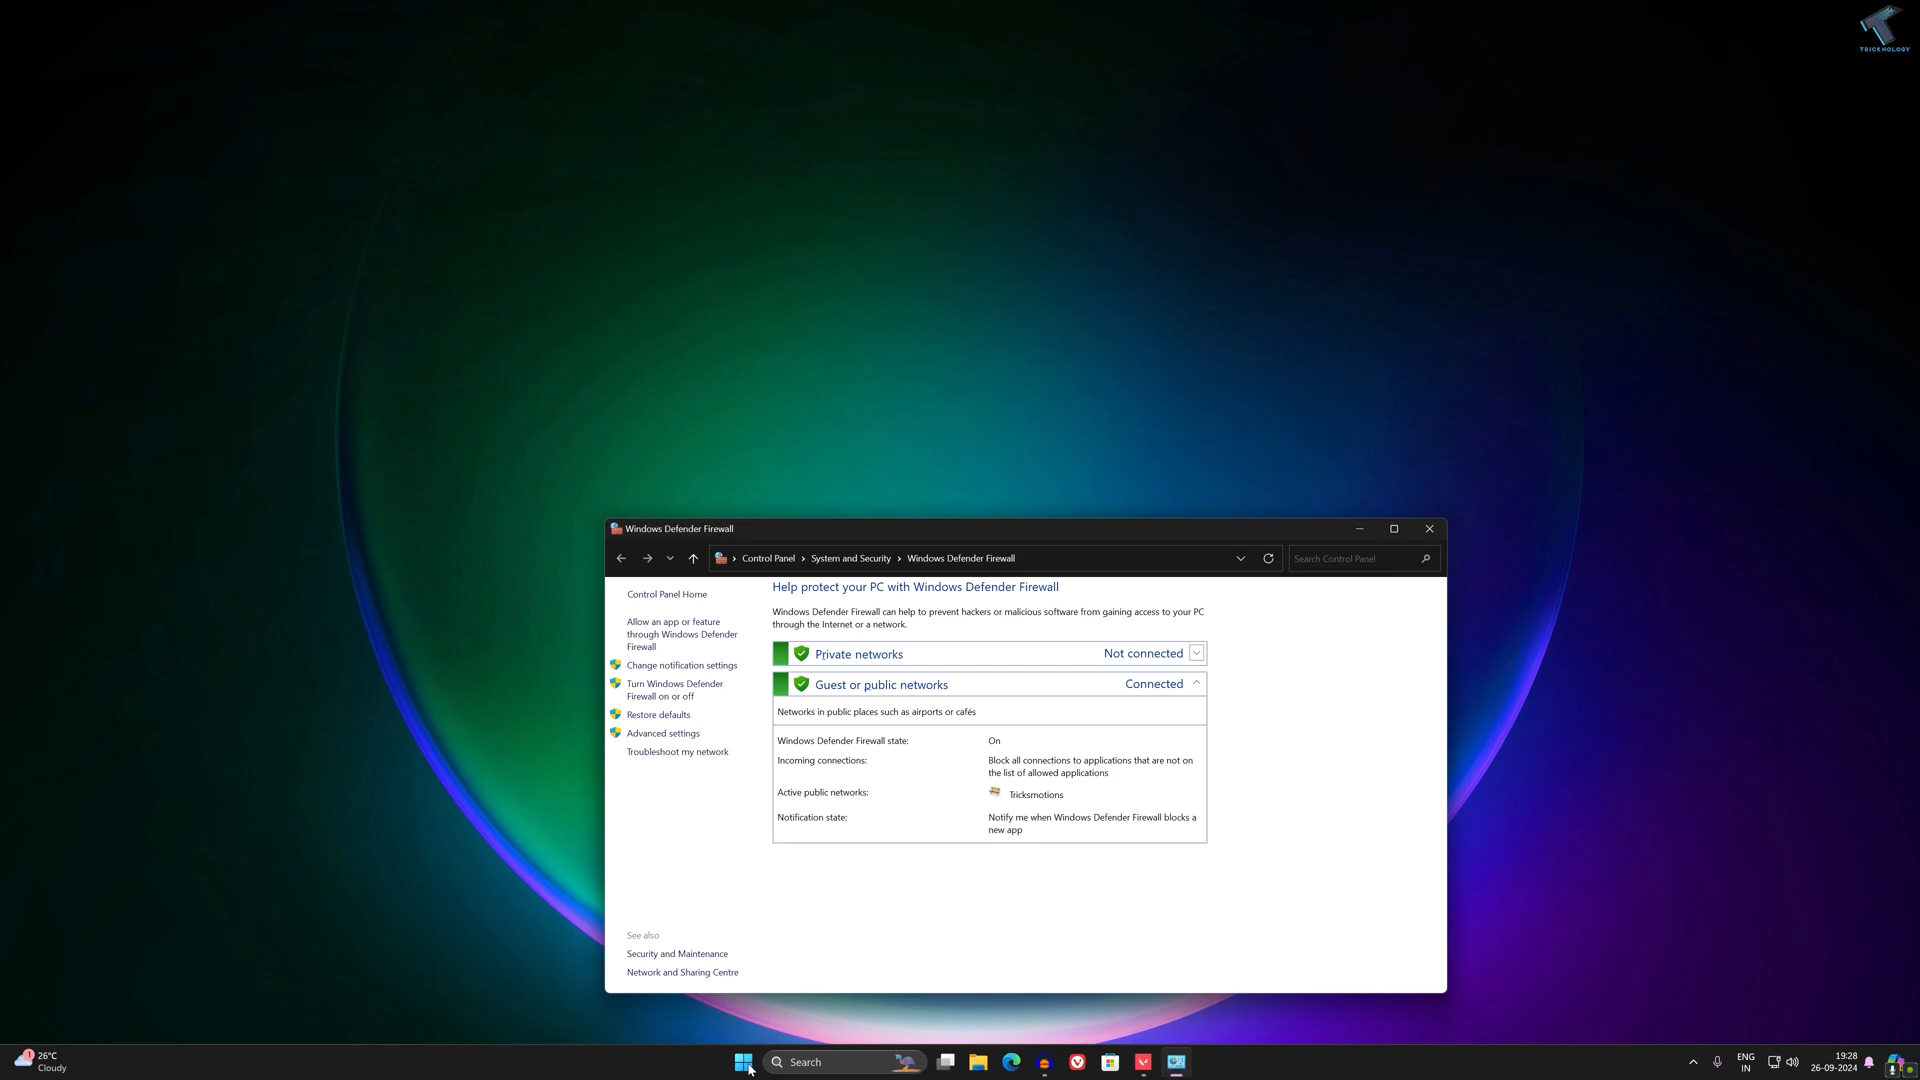 TRICKNOLOGY
Windows Defender Firewall
Control Panel > System and Security > Windows Defender Firewall
Search Control Panel
Control Panel Home
Allow an app or feature
through Windows Defender
Firewall
Change notification settings
Turn Windows Defender
Firewall on or off
Restore defaults
Advanced settings
Troubleshoot my network
See also
Security and Maintenance
Network and Sharing Centre
Help protect your PC with Windows Defender Firewall
Windows Defender Firewall can help to prevent hackers or malicious software from gaining access to your PC
through the Internet or a network.
Private networks Not connected
Guest or public networks Connected
Networks in public places such as airports or cafés
Windows Defender Firewall state: On
Incoming connections: Block all connections to applications that are not on
the list of allowed applications
Active public networks: Tricksmotions
Notification state: Notify me when Windows Defender Firewall blocks a
new app
1
26°C
Cloudy
Search
ENG
IN
19:28
26-09-2024